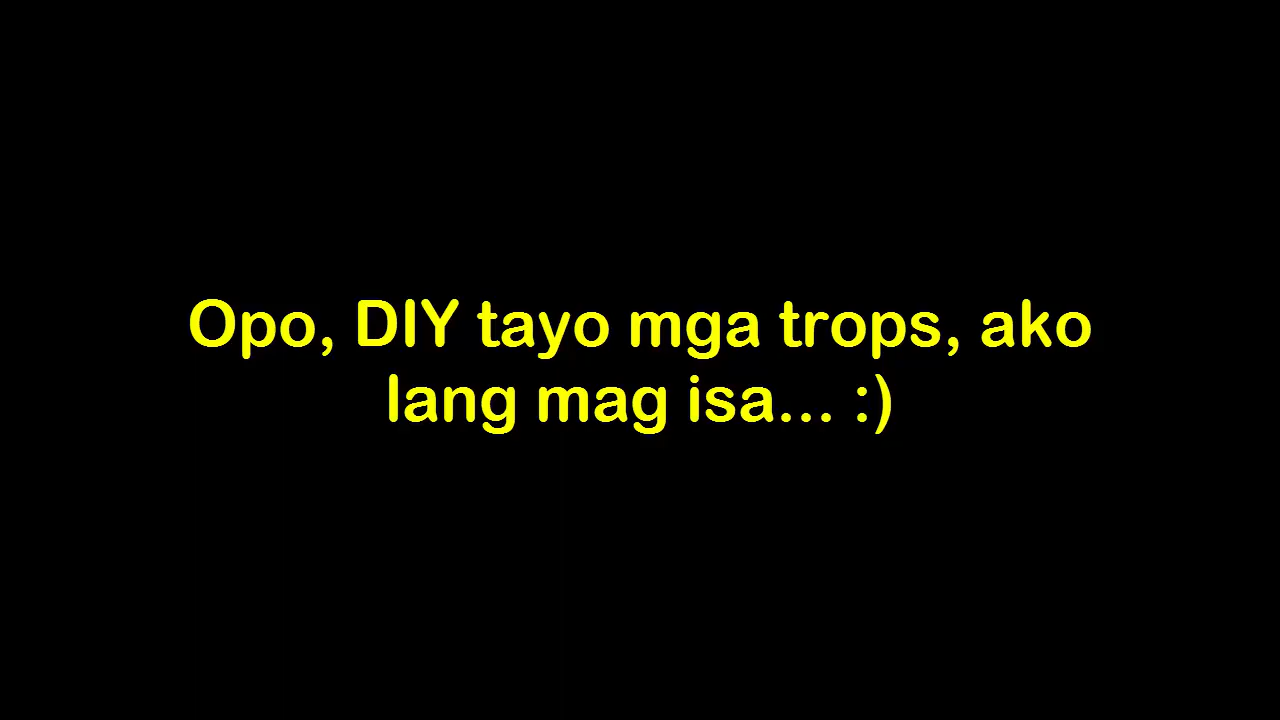 Opo, DIY tayo mga trops, ako
lang mag isa... :)